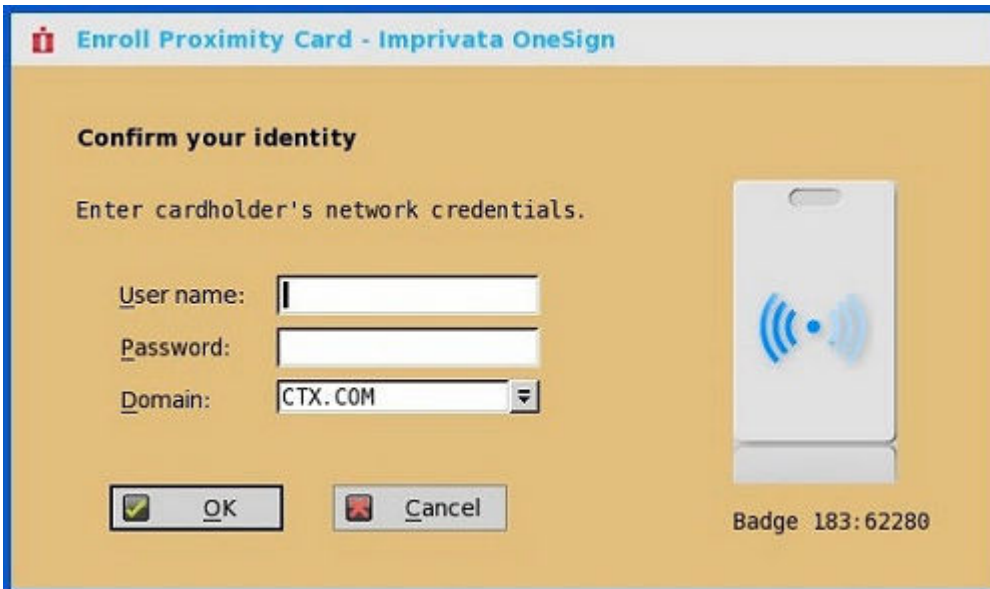 Enroll Proximity Card - Imprivata OneSign
Confirm your identity
Enter cardholder's network credentials.
User name:
Password:
Domain: CTX.COM
OK Cancel
Badge 183:62280